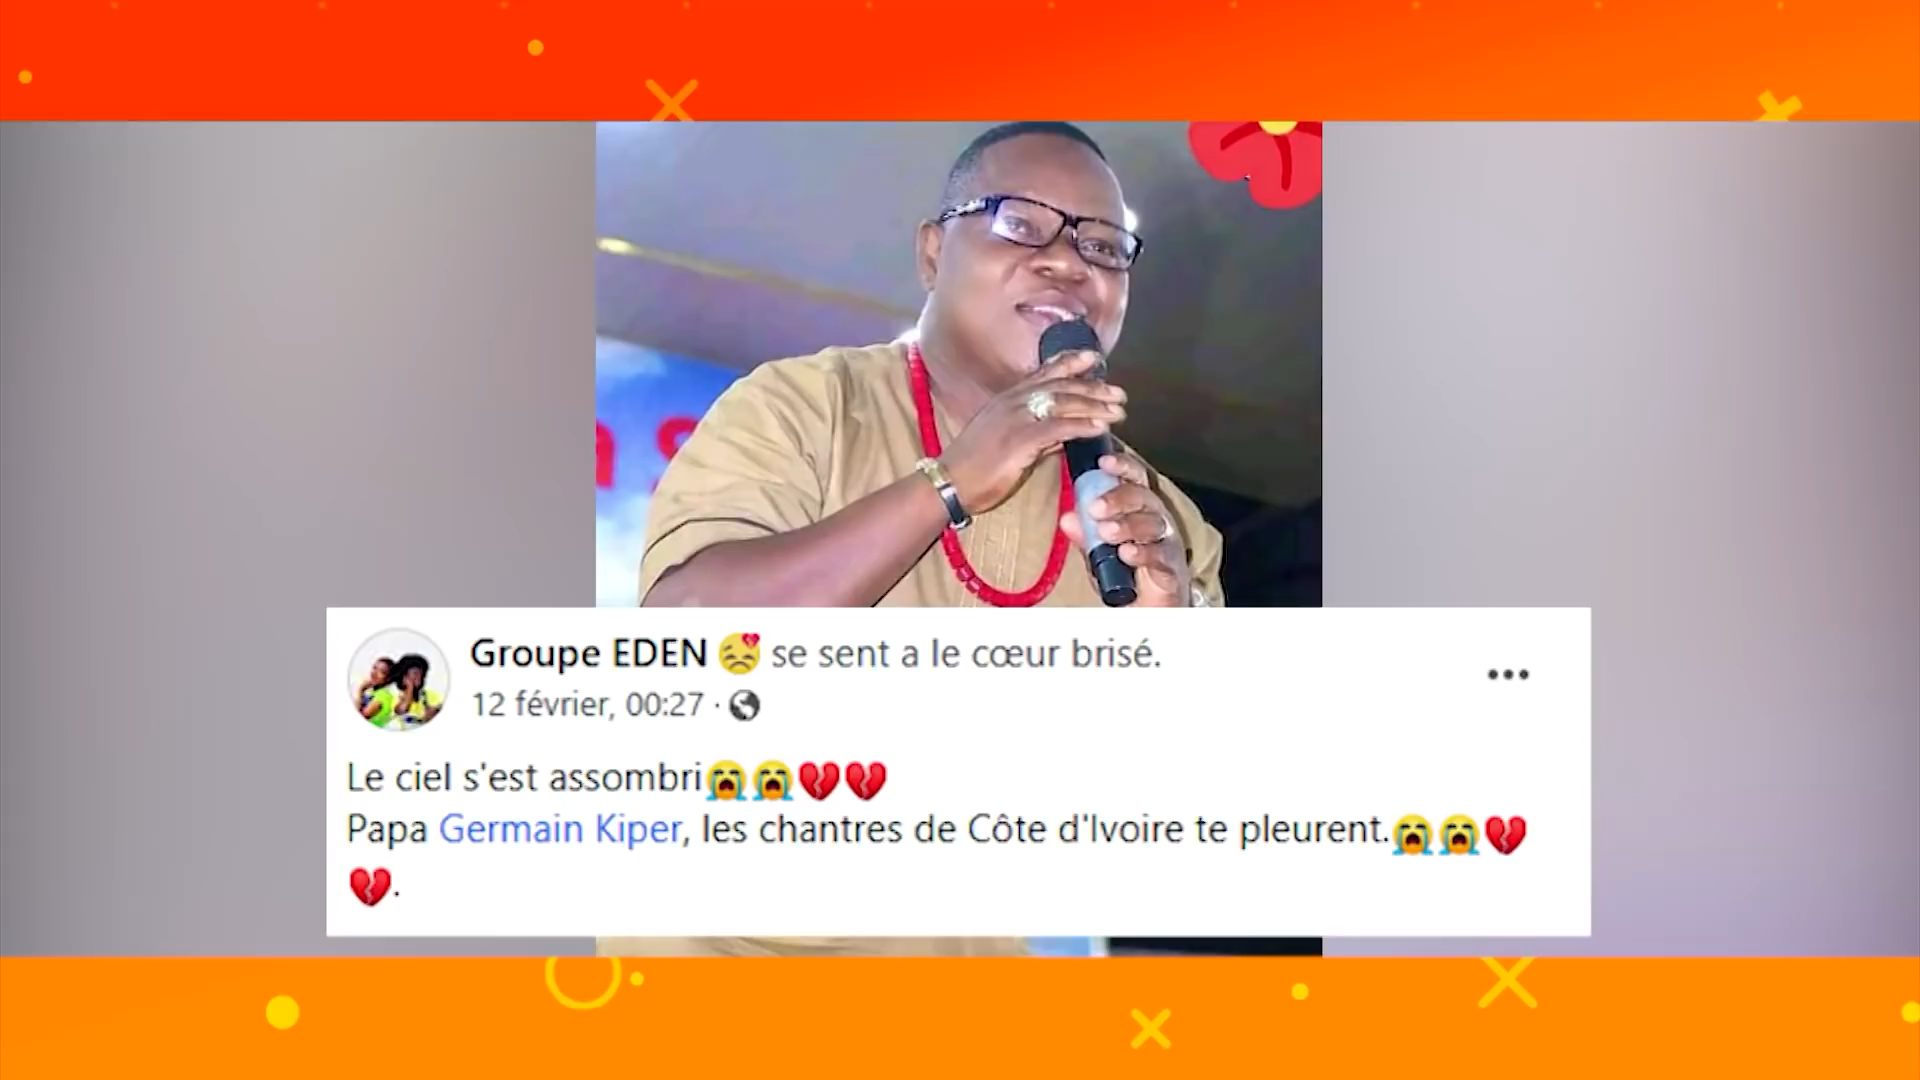 Groupe EDEN 😥 se sent a le cœur brisé.
12 février, 00:27 ·
Le ciel s'est assombri😭😭💔💔
Papa Germain Kiper, les chantres de Côte d'Ivoire te pleurent.😭😭💔
💔.